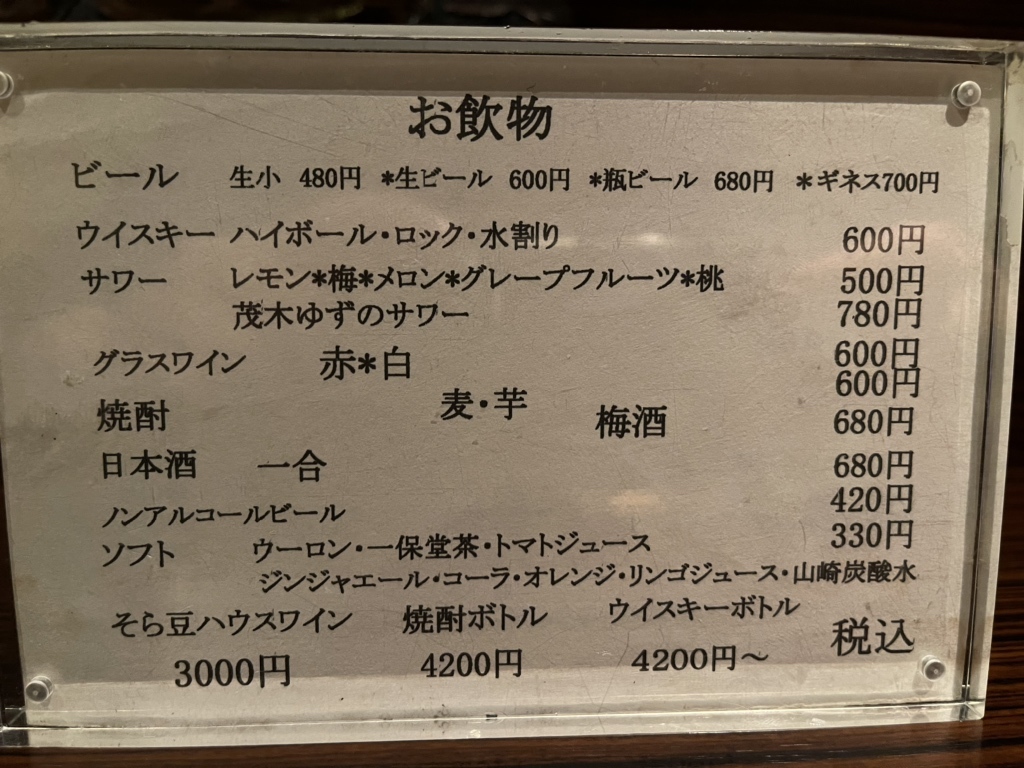 お飲物
ビール 生小 480円 *生ビール 600円 *瓶ビール 680円 *ギネス700円
ウイスキー ハイボール・ロック・水割り 600円
サワー レモン*梅*メロン*グレープフルーツ*桃 500円
茂木ゆずのサワー 780円
グラスワイン 赤*白 600円
麦・芋 600円
焼酎 梅酒 680円
日本酒 一合 680円
ノンアルコールビール 420円
ソフト ウーロン・一保堂茶・トマトジュース 330円
ジンジャエール・コーラ・オレンジ・リンゴジュース・山崎炭酸水
そら豆ハウスワイン 焼酎ボトル ウイスキーボトル 税込
3000円 4200円 4200円～